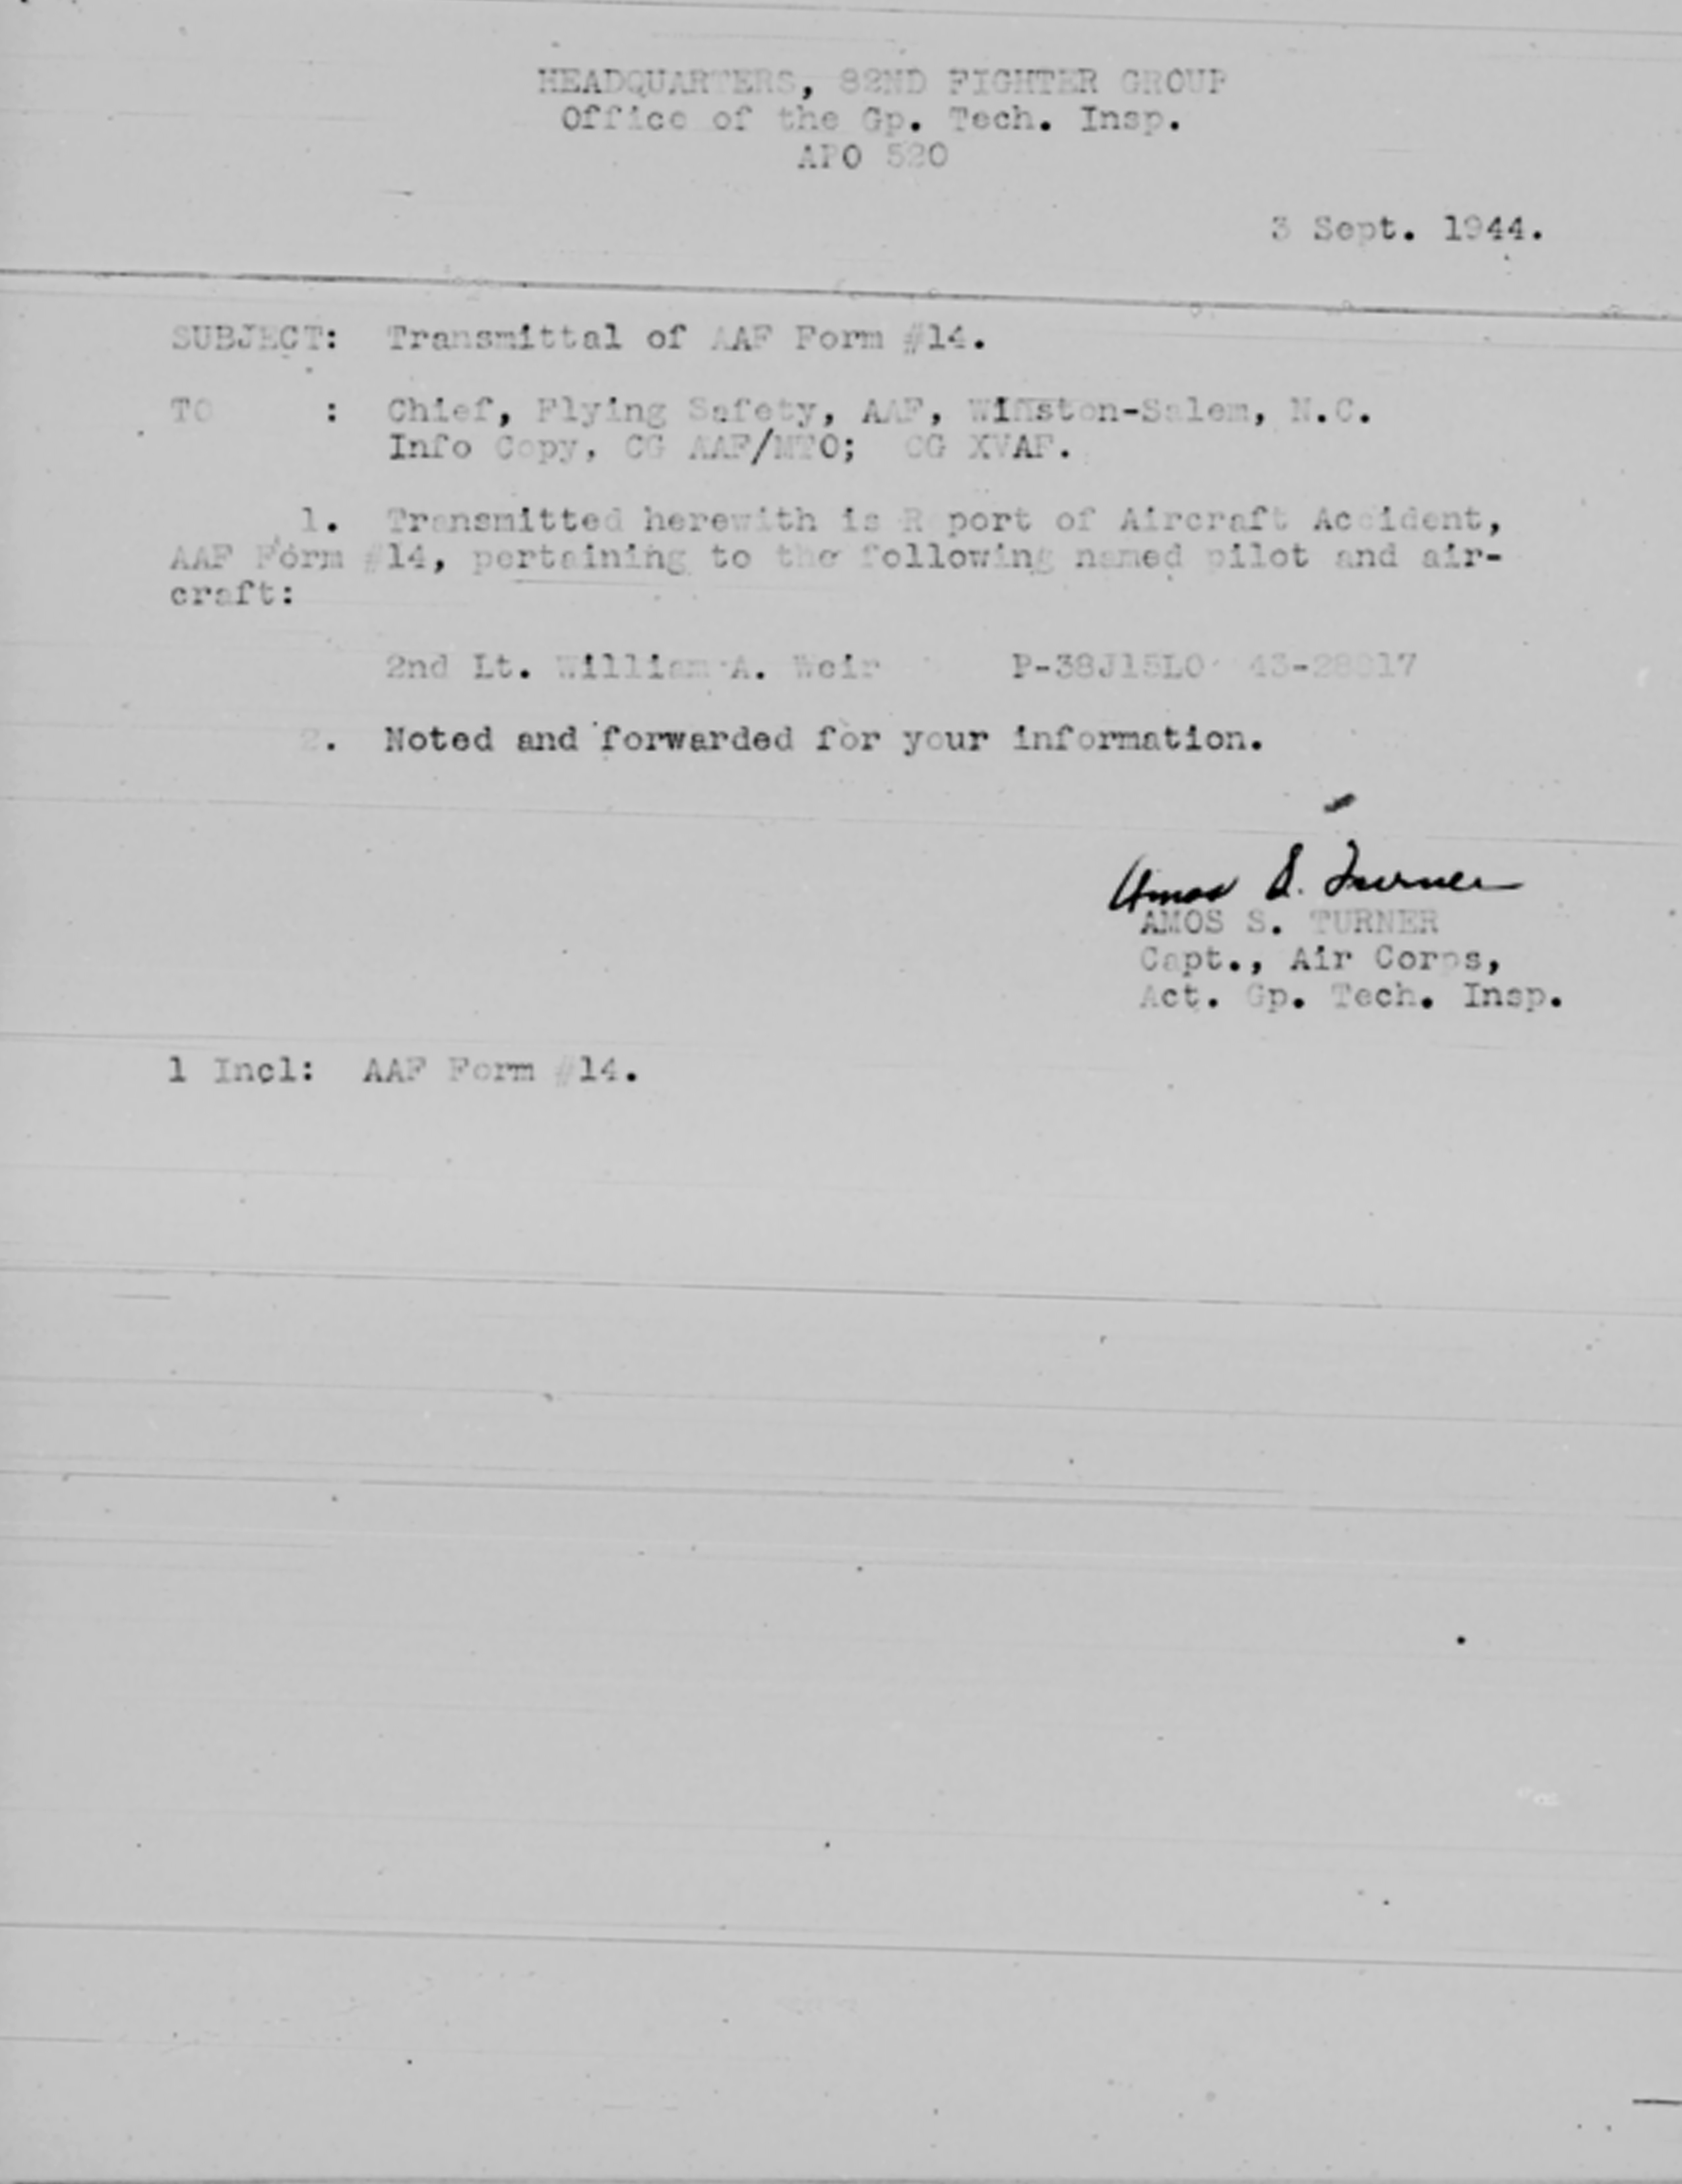 HEADQUARTERS, 82ND FIGHTER GROUP
Office of the Gp. Tech. Insp.
APO 520
3 Sept. 1944.
SUBJECT: Transmittal of AAF Form #14.
TO : Chief, Flying Safety, AAF, Winston-Salem, N.C.
Info Copy, CG AAF/MTO; CG XVAF.
1. Transmitted herewith is Report of Aircraft Accident,
AAF Form #14, pertaining to the following named pilot and air-
craft:
2nd Lt. William A. Weir P-38J15LO
2. Noted and forwarded for your information.
Amos S. Turner
AMOS S. TURNER
Capt., Air Corps,
Act. Gp. Tech. Insp.
1 Incl: AAF Form #14.